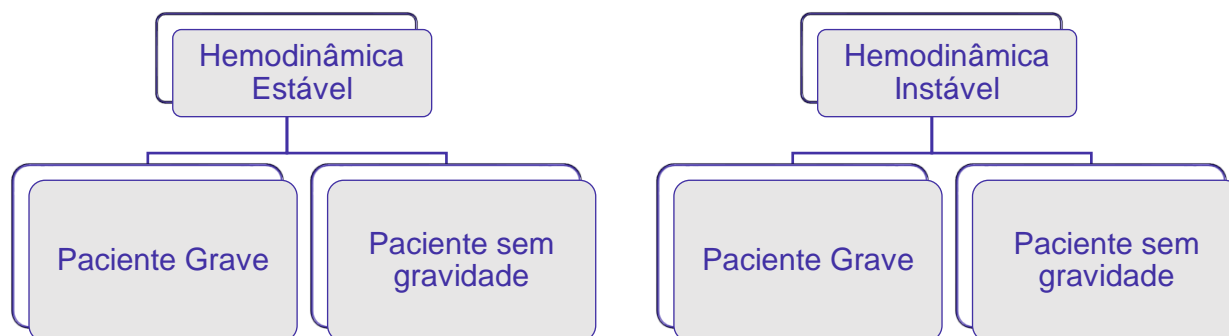 Hemodinâmica
Estável
Hemodinâmica
Instável
Paciente Grave
Paciente sem
gravidade
Paciente Grave
Paciente sem
gravidade